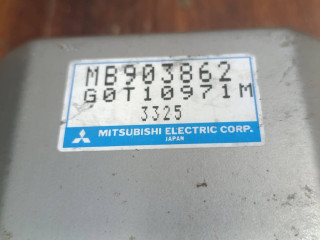 MB903862
G0T10971M
3325
MITSUBISHI ELECTRIC CORP.
JAPAN